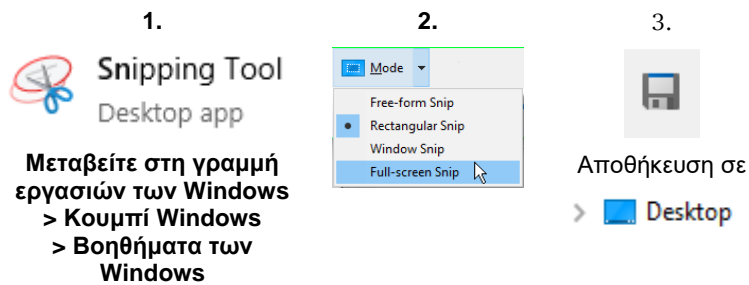 1.
Snipping Tool
Desktop app
Μεταβείτε στη γραμμή
εργασιών των Windows
> Κουμπί Windows
> Βοηθήματα των
Windows
2.
Mode
Free-form Snip
Rectangular Snip
Window Snip
Full-screen Snip
3.
Αποθήκευση σε
Desktop